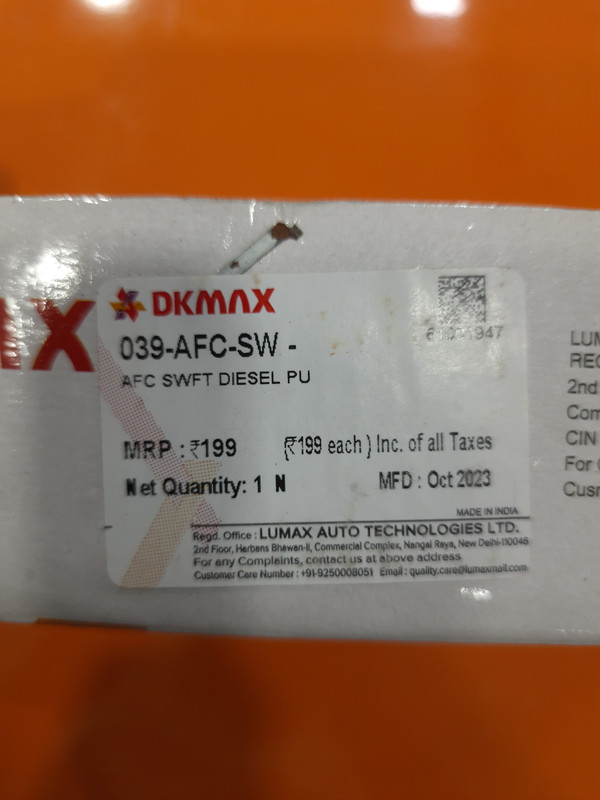 DKMAX
039-AFC-SW -
AFC SWFT DIESEL PU
MRP : ₹199 (₹199 each ) Inc. of all Taxes
Net Quantity: 1 N MFD : Oct 2023
MADE IN INDIA
Regd. Office : LUMAX AUTO TECHNOLOGIES LTD.
2nd Floor, Harbans Bhawan-II, Commercial Complex, Nangal Raya, New Delhi-110046
For any Complaints, contact us at above address
Customer Care Number : +91-9250008051 Email : quality.care@lumaxmail.com
X
LUM
REG
2nd
Com
CIN
For